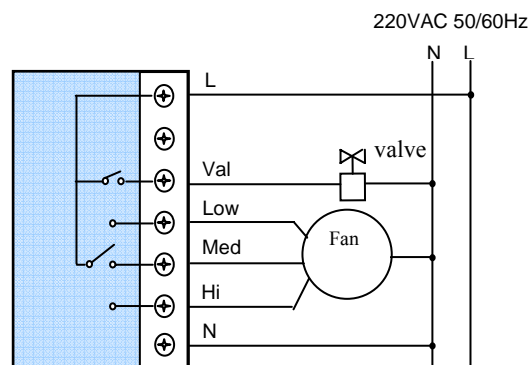 220VAC 50/60Hz
N L
L
Val
valve
Low
Fan
Med
Hi
N